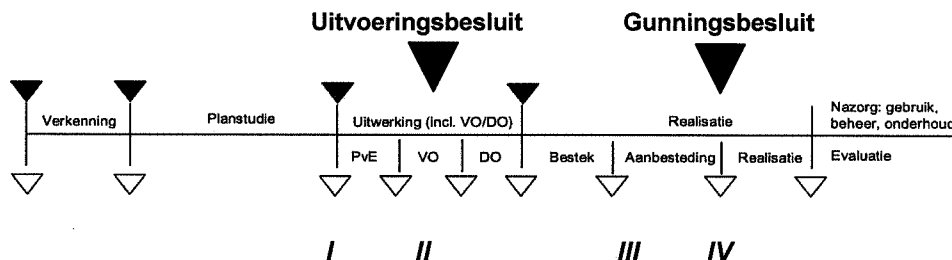 Uitvoeringsbesluit Gunningsbesluit
Verkenning Planstudie Uitwerking (incl. VO/DO) Realisatie Nazorg: gebruik,
beheer, onderhoud
PvE VO DO Bestek Aanbesteding Realisatie Evaluatie
I II III IV